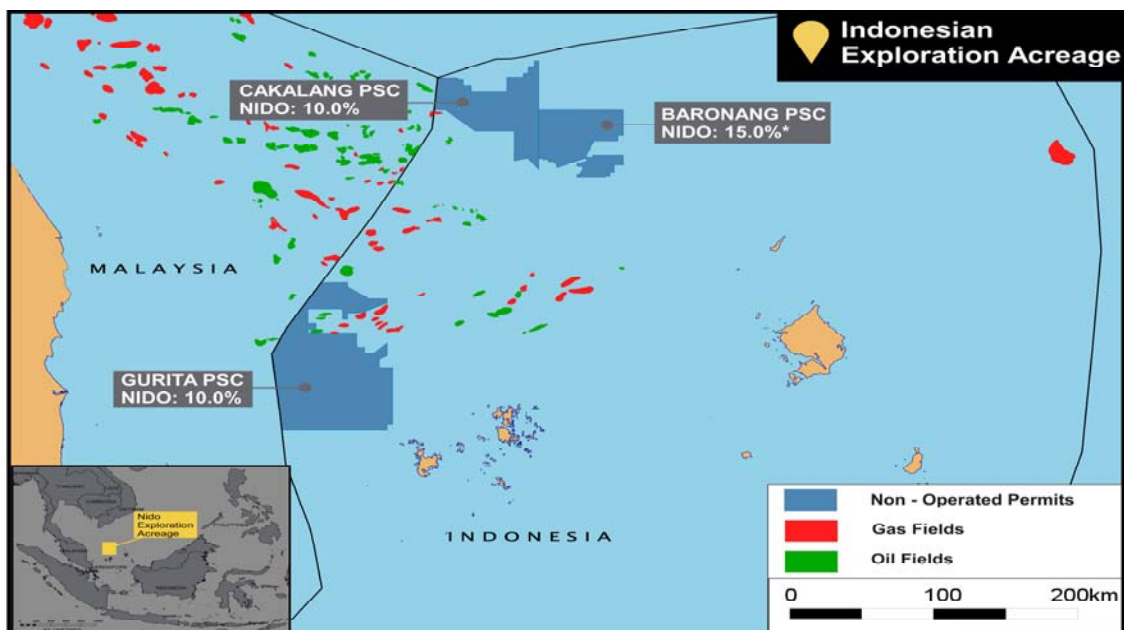 Indonesian
Exploration Acreage
CAKALANG PSC
NIDO: 10.0%
BARONANG PSC
NIDO: 15.0%*
MALAYSIA
GURITA PSC
NIDO: 10.0%
INDONESIA
Nido
Exploration
Acreage
MALAYSIA
Non - Operated Permits
Gas Fields
Oil Fields
0 100 200km